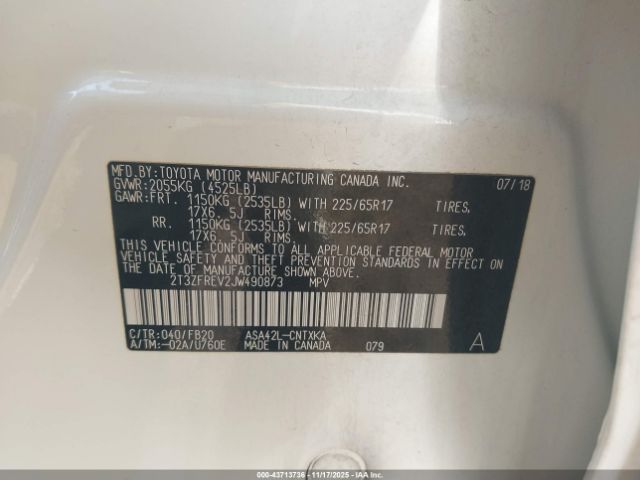 MFD.BY:TOYOTA MOTOR MANUFACTURING CANADA INC. 07/18
GVWR:2055KG (4525LB)
GAWR:FRT. 1150KG (2535LB) WITH 225/65R17 TIRES,
17X6. 5J RIMS.
RR. 1150KG (2535LB) WITH 225/65R17 TIRES,
17X6. 5J RIMS.
THIS VEHICLE CONFORMS TO ALL APPLICABLE FEDERAL MOTOR
VEHICLE SAFETY AND THEFT PREVENTION STANDARDS IN EFFECT ON
THE DATE OF MANUFACTURE SHOWN ABOVE.
2T3ZFREV2JW490873 MPV
C/TR:040/FB20 ASA42L-CNTXKA
A/TM:-02A/U760E MADE IN CANADA 079 A
000-43713736 - 11/17/2025 - IAAI.com